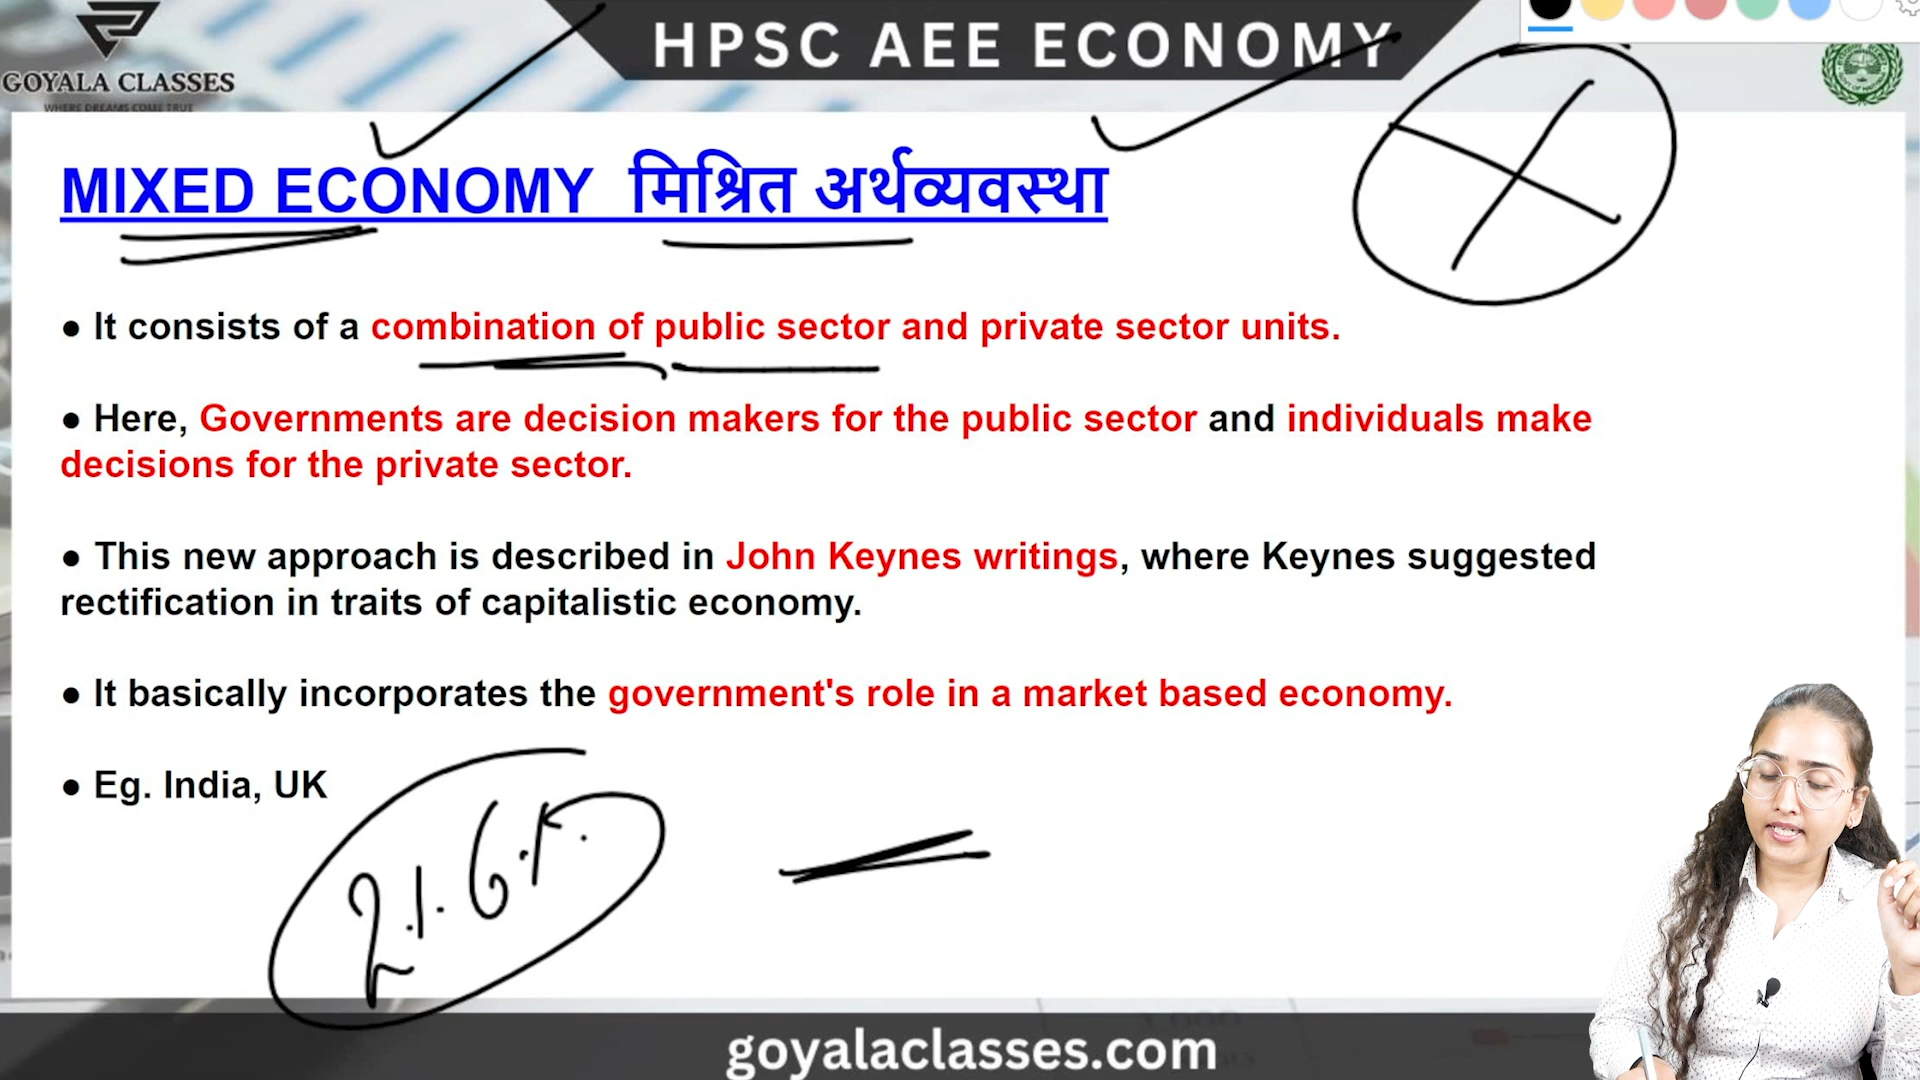 HPSC AEE ECONOMY
GOYALA CLASSES
WHERE DREAMS COME TRUE
MIXED ECONOMY मिश्रित अर्थव्यवस्था
● It consists of a combination of public sector and private sector units.
● Here, Governments are decision makers for the public sector and individuals make
decisions for the private sector.
● This new approach is described in John Keynes writings, where Keynes suggested
rectification in traits of capitalistic economy.
● It basically incorporates the government's role in a market based economy.
● Eg. India, UK
goyalaclasses.com